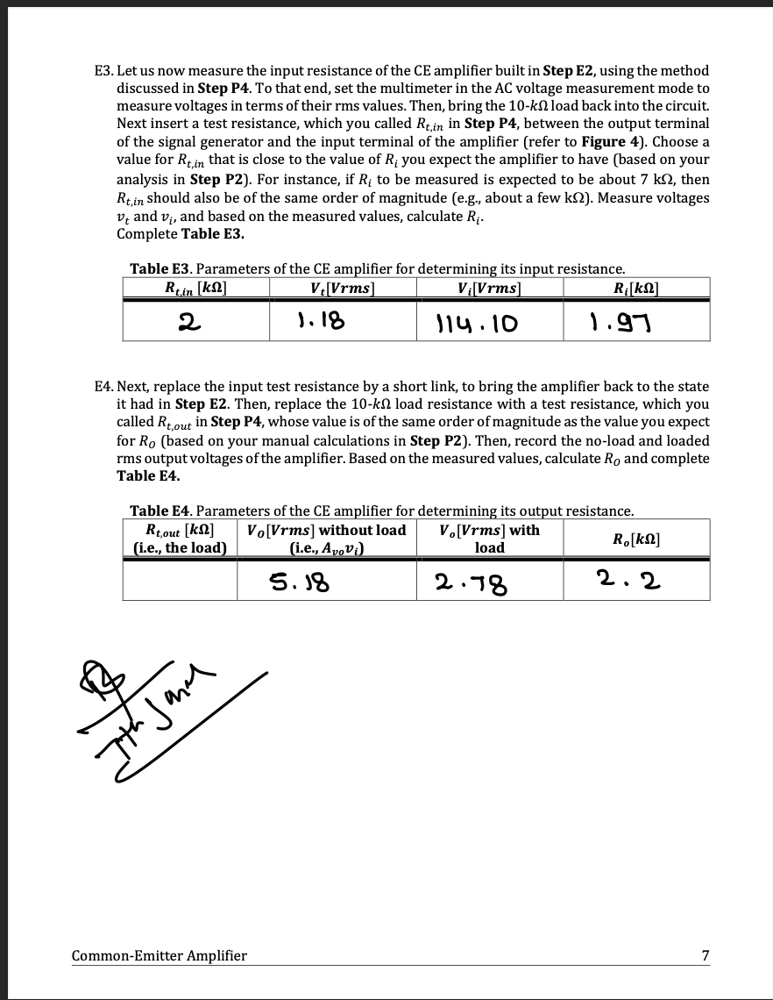 E3. Let us now measure the input resistance of the CE amplifier built in Step E2, using the method
discussed in Step P4. To that end, set the multimeter in the AC voltage measurement mode to
measure voltages in terms of their rms values. Then, bring the 10-kΩ load back into the circuit.
Next insert a test resistance, which you called R_{t,in} in Step P4, between the output terminal
of the signal generator and the input terminal of the amplifier (refer to Figure 4). Choose a
value for R_{t,in} that is close to the value of R_i you expect the amplifier to have (based on your
analysis in Step P2). For instance, if R_i to be measured is expected to be about 7 kΩ, then
R_{t,in} should also be of the same order of magnitude (e.g., about a few kΩ). Measure voltages
v_t and v_i, and based on the measured values, calculate R_i.
Complete Table E3.
Table E3. Parameters of the CE amplifier for determining its input resistance.
R_{t,in} [kΩ] V_t[Vrms] V_i[Vrms] R_i[kΩ]
2 1.18 114.10 1.97
E4. Next, replace the input test resistance by a short link, to bring the amplifier back to the state
it had in Step E2. Then, replace the 10-kΩ load resistance with a test resistance, which you
called R_{t,out} in Step P4, whose value is of the same order of magnitude as the value you expect
for R_O (based on your manual calculations in Step P2). Then, record the no-load and loaded
rms output voltages of the amplifier. Based on the measured values, calculate R_O and complete
Table E4.
Table E4. Parameters of the CE amplifier for determining its output resistance.
R_{t,out} [kΩ] V_O[Vrms] without load V_o[Vrms] with R_o[kΩ]
(i.e., the load) (i.e., A_{vo}v_i) load
5.18 2.78 2.2
Common-Emitter Amplifier 7